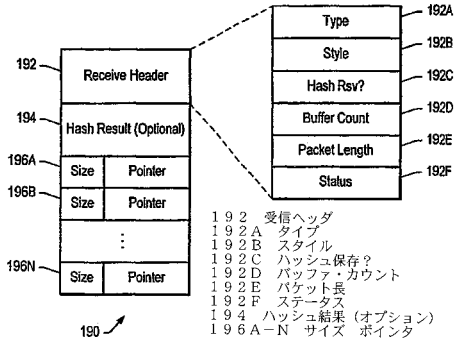 192
Receive Header
194
Hash Result (Optional)
196A
Size Pointer
196B
Size Pointer
⋮
196N
Size Pointer
190
Type
192A
Style
192B
Hash Rsv?
192C
Buffer Count
192D
Packet Length
192E
Status
192F
192 受信ヘッダ
192A タイプ
192B スタイル
192C ハッシュ保存?
192D バッファ・カウント
192E パケット長
192F ステータス
194 ハッシュ結果(オプション)
196A-N サイズ ポインタ